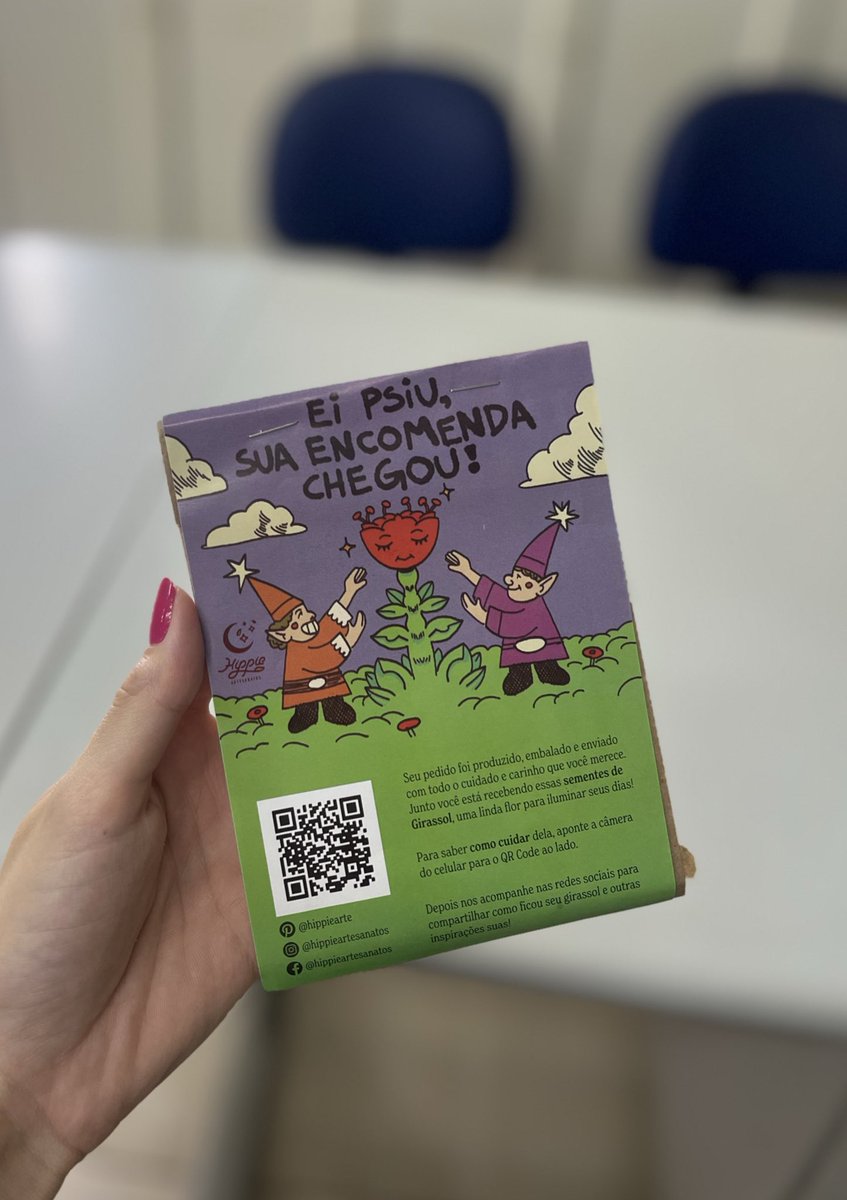 Ei PSiU,
SUA ENCOMENDA
CHEGOU!
Hippie
ARTESANATOS
Seu pedido foi produzido, embalado e enviado
com todo o cuidado e carinho que você merece.
Junto você está recebendo essas sementes de
Girassol, uma linda flor para iluminar seus dias!
Para saber como cuidar dela, aponte a câmera
do celular para o QR Code ao lado.
Depois nos acompanhe nas redes sociais para
compartilhar como ficou seu girassol e outras
inspirações suas!
@hippiearte
@hippieartesanatos
@hippieartesanatos